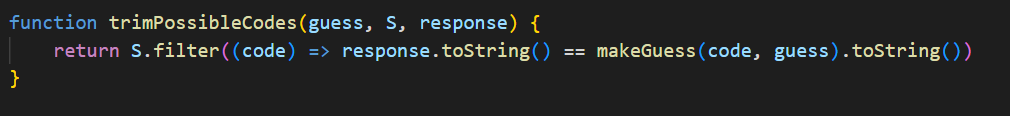 function trimPossibleCodes(guess, S, response) {
    return S.filter((code) => response.toString() == makeGuess(code, guess).toString())
}